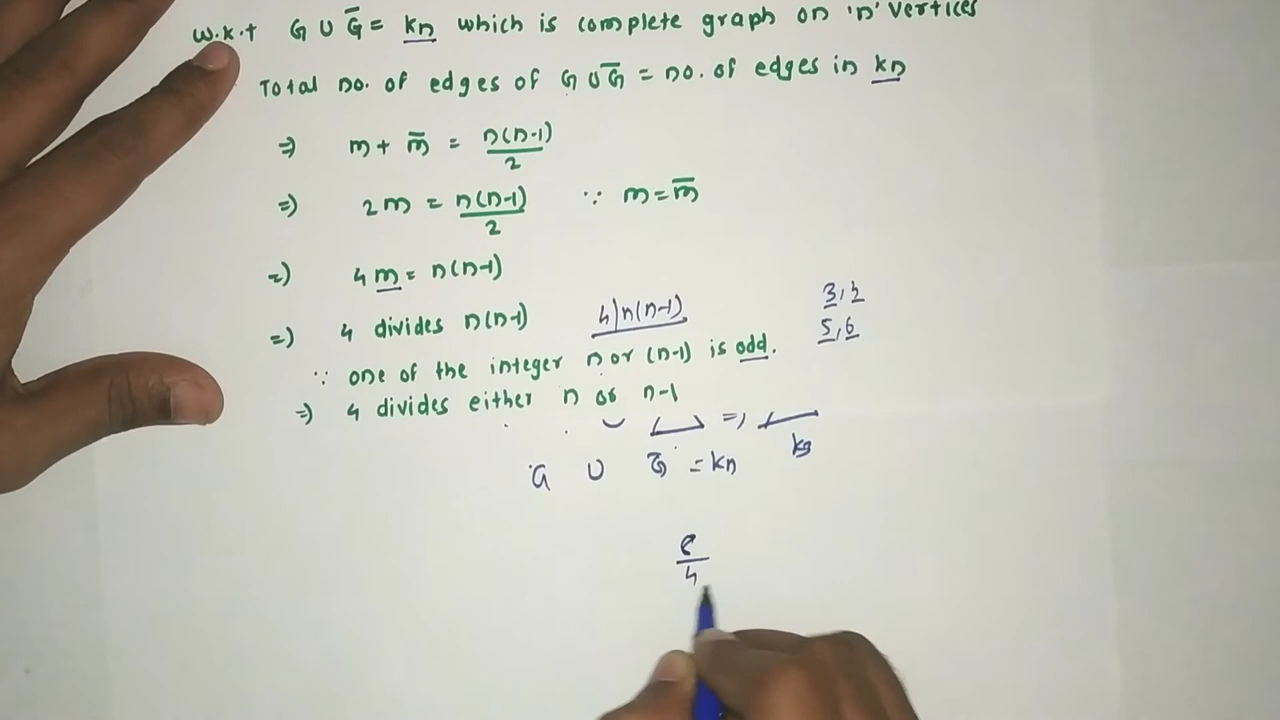 w.k.t G ∪ G̅ = kn which is complete graph on 'n' vertices
Total no. of edges of G ∪ G̅ = no. of edges in kn
⇒ m + m̅ = n(n-1)/2
⇒ 2m = n(n-1)/2 ∵ m = m̅
⇒ 4m = n(n-1)
⇒ 4 divides n(n-1) 4|n(n-1) 3,2
5,6
∵ one of the integer n or (n-1) is odd.
⇒ 4 divides either n or n-1
⇒
G ∪ G̅ = kn
8/4